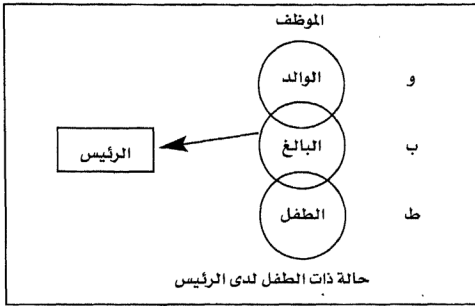 الموظف
الوالد
و
البالغ
ب
الرئيس
الطفل
ط
حالة ذات الطفل لدى الرئيس